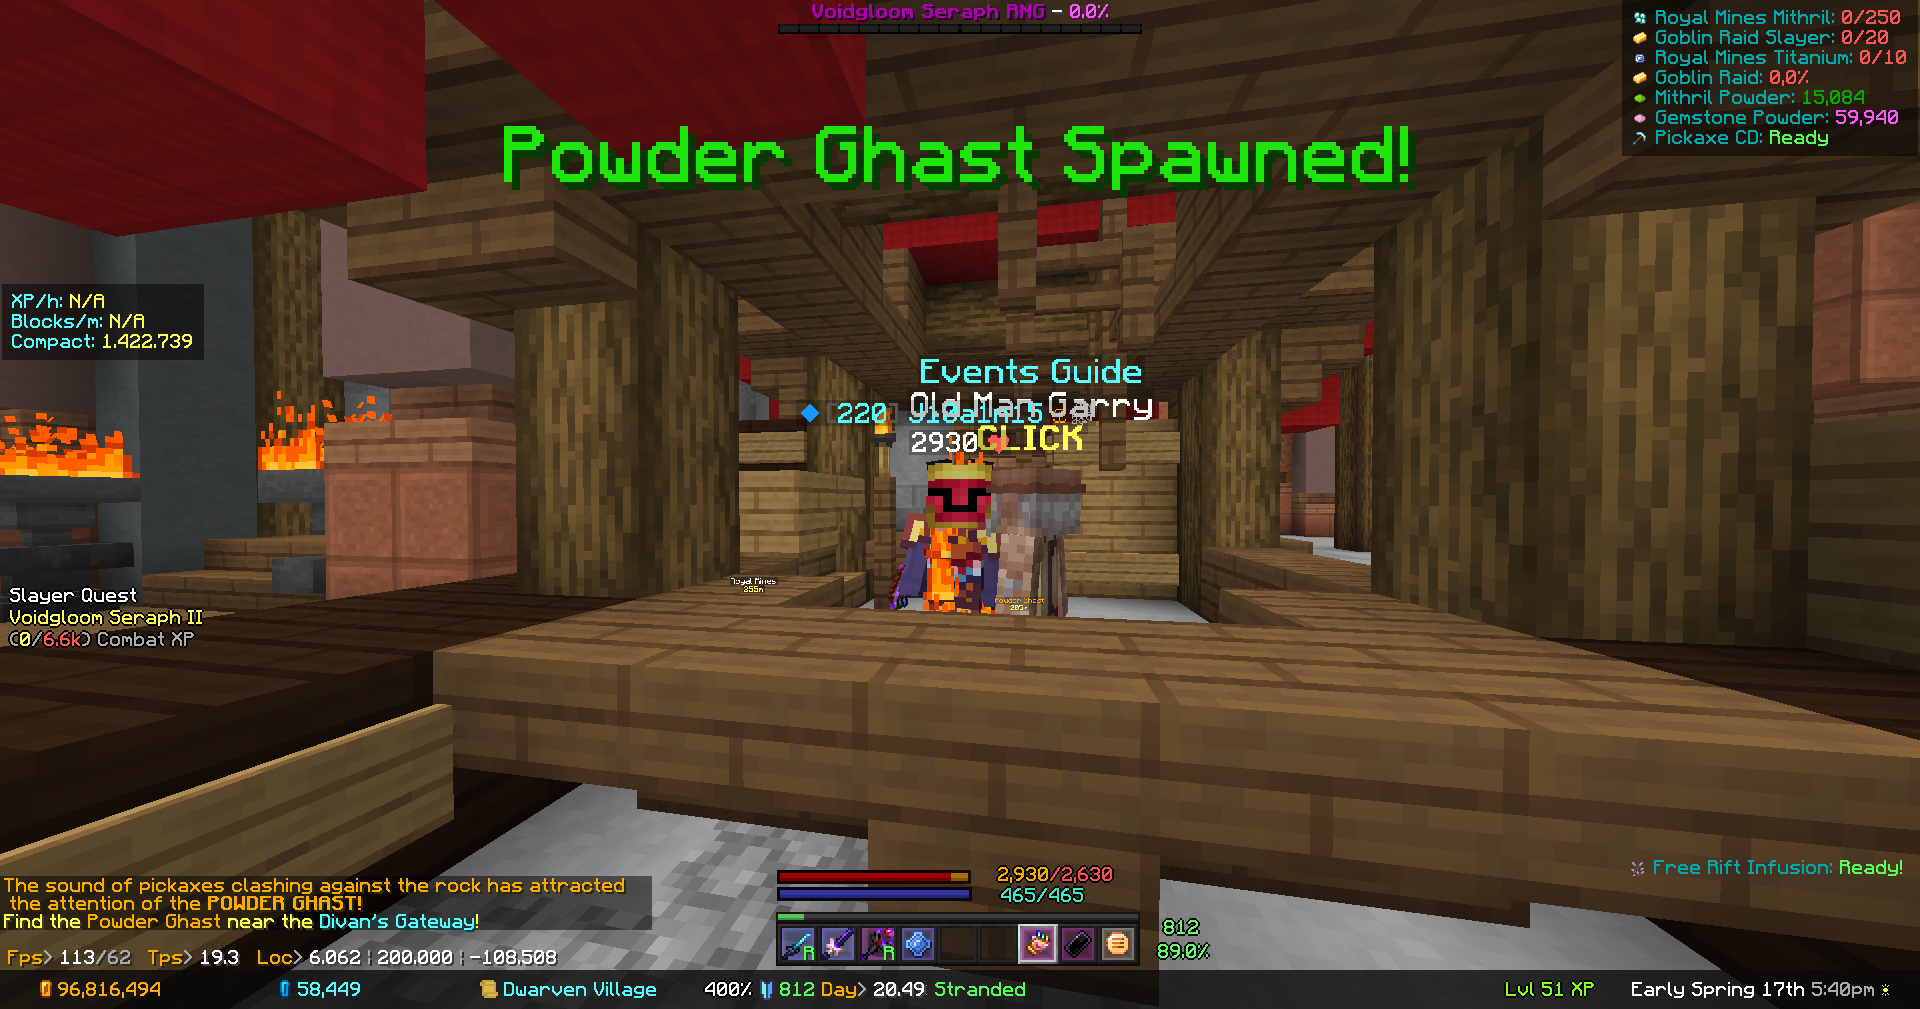 Voidgloom Seraph RNG - 0.0%
Royal Mines Mithril: 0/250
Goblin Raid Slayer: 0/20
Royal Mines Titanium: 0/10
Goblin Raid: 0,0%
Mithril Powder: 15,084
Gemstone Powder: 59,940
Pickaxe CD: Ready
Powder Ghast Spawned!
XP/h: N/A
Blocks/m: N/A
Compact: 1.422.739
Events Guide
Old Man Garry
220
2930
CLICK
Royal Mines
255m
Powder Ghast
205m
Slayer Quest
Voidgloom Seraph II
(0/6.6k) Combat XP
Free Rift Infusion: Ready!
The sound of pickaxes clashing against the rock has attracted
the attention of the POWDER GHAST!
Find the Powder Ghast near the Divan's Gateway!
2,930/2,630
465/465
R
R
812
89.0%
Fps> 113/62 Tps> 19.3 Loc> 6.062 | 200,000 | -108,508
96,816,494 58,449 Dwarven Village 400% 812 Day> 20.49 Stranded Lvl 51 XP Early Spring 17th 5:40pm